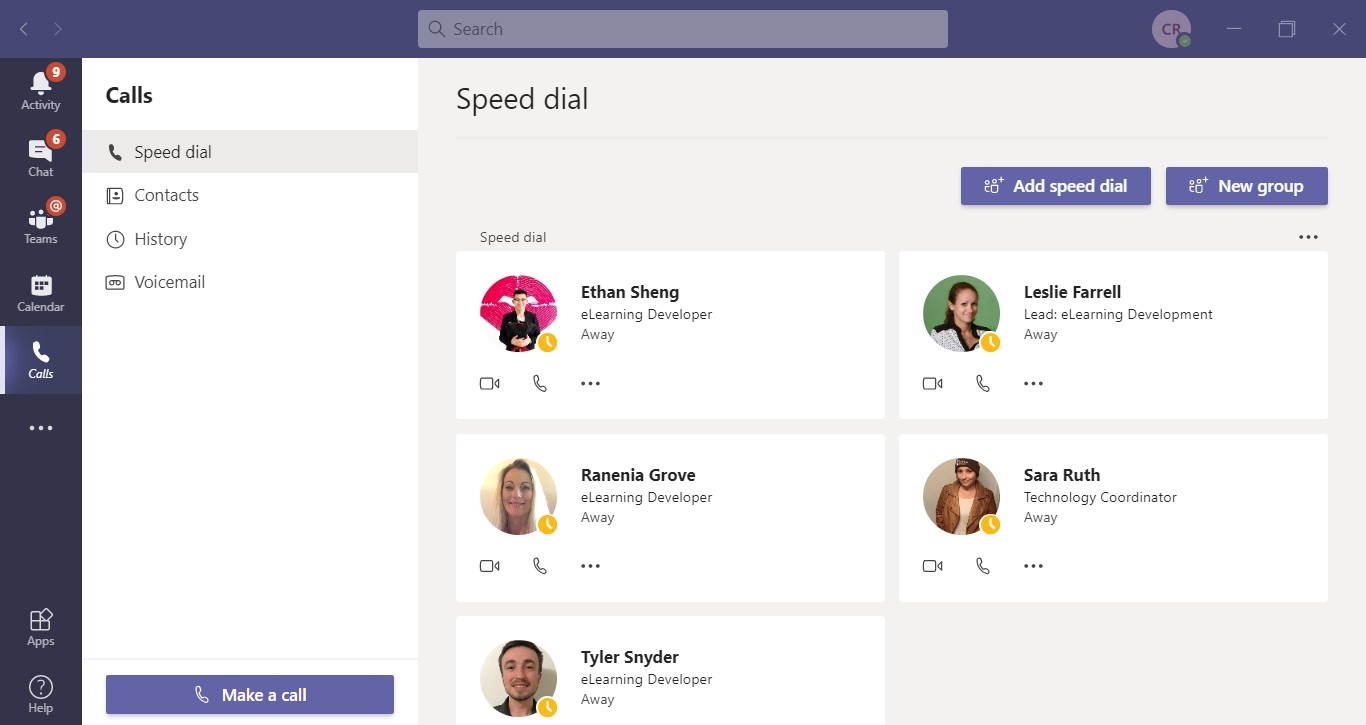 Search
CR
9
Activity
6
Chat
@
Teams
Calendar
Calls
Apps
Help
Calls
Speed dial
Contacts
History
Voicemail
Make a call
Speed dial
Add speed dial
New group
Speed dial
Ethan Sheng
eLearning Developer
Away
Leslie Farrell
Lead: eLearning Development
Away
Ranenia Grove
eLearning Developer
Away
Sara Ruth
Technology Coordinator
Away
Tyler Snyder
eLearning Developer
Away